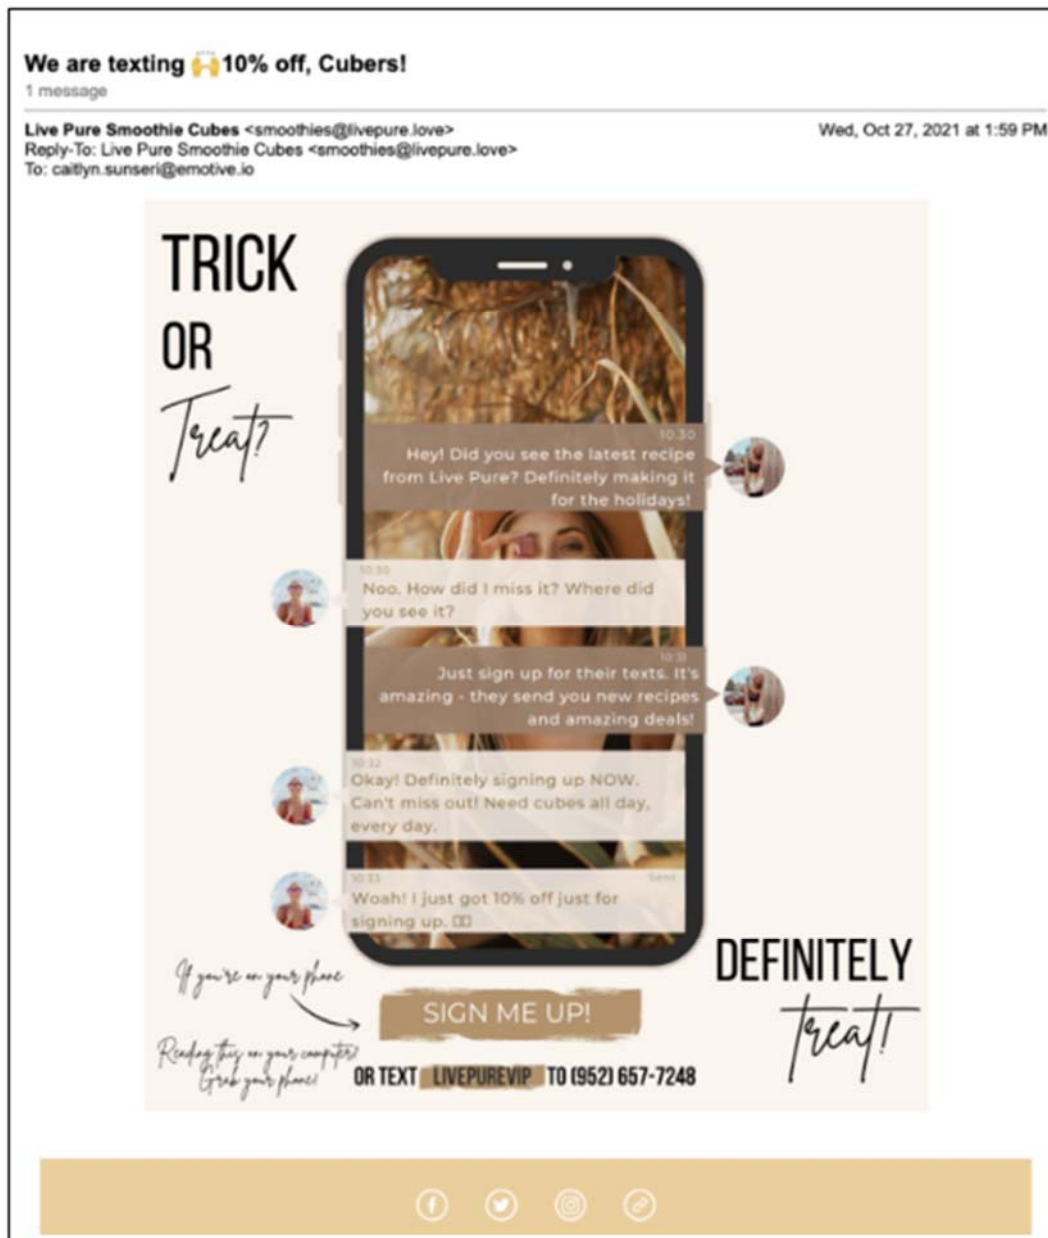 We are texting 🙌10% off, Cubers!
1 message
Live Pure Smoothie Cubes <smoothies@livepure.love>
Wed, Oct 27, 2021 at 1:59 PM
Reply-To: Live Pure Smoothie Cubes <smoothies@livepure.love>
To: caitlyn.sunseri@emotive.io
TRICK
OR
Treat?
10:30
Hey! Did you see the latest recipe
from Live Pure? Definitely making it
for the holidays!
10:30
Noo. How did I miss it? Where did
you see it?
10:31
Just sign up for their texts. It's
amazing - they send you new recipes
and amazing deals!
10:32
Okay! Definitely signing up NOW.
Can't miss out! Need cubes all day,
every day.
10:33 Sent
Woah! I just got 10% off just for
signing up.
DEFINITELY
treat!
If you're on your phone
SIGN ME UP!
Reading this on your computer?
Grab your phone!
OR TEXT LIVEPUREVIP TO (952) 657-7248